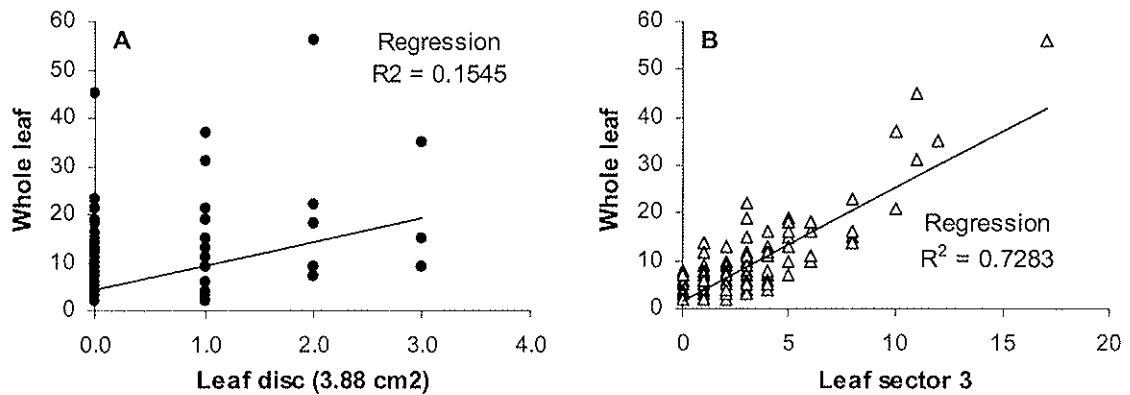 A
Regression
R2 = 0.1545
Whole leaf
60
50
40
30
20
10
0
0.0 1.0 2.0 3.0 4.0
Leaf disc (3.88 cm2)
B
Regression
R² = 0.7283
Whole leaf
60
50
40
30
20
10
0
0 5 10 15 20
Leaf sector 3